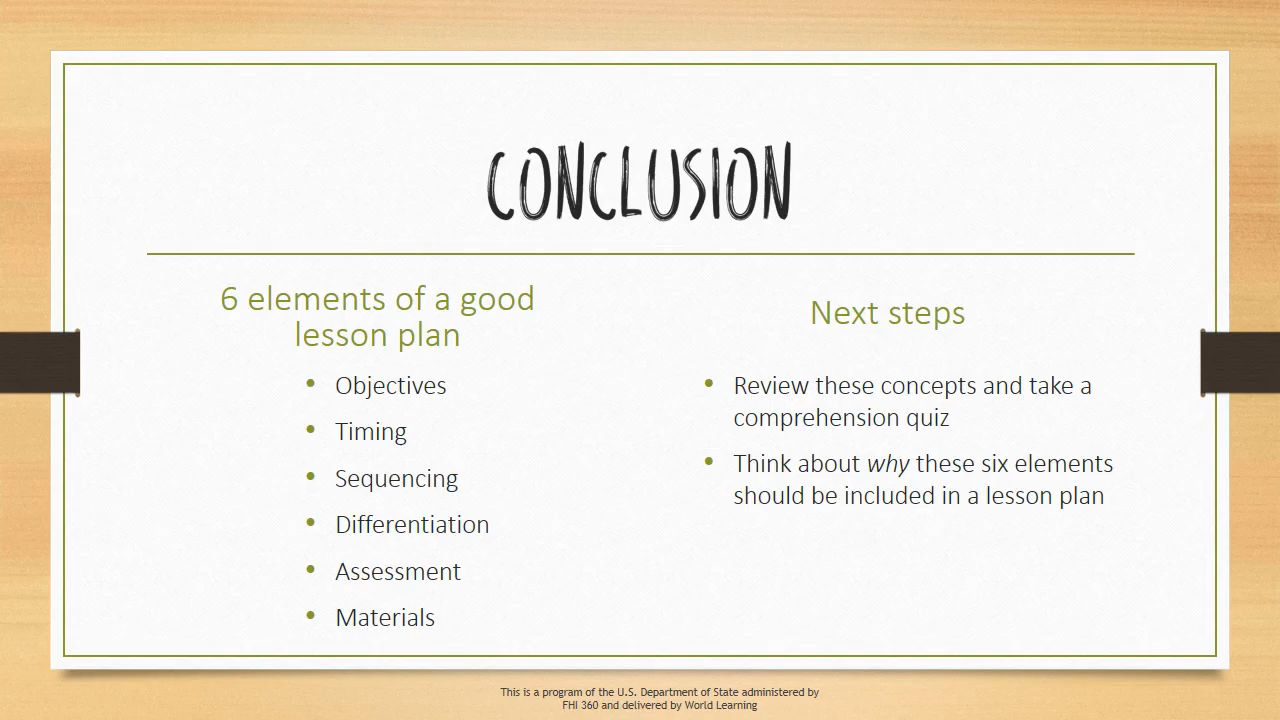 CONCLUSION
6 elements of a good
lesson plan
• Objectives
• Timing
• Sequencing
• Differentiation
• Assessment
• Materials
Next steps
• Review these concepts and take a
comprehension quiz
• Think about why these six elements
should be included in a lesson plan
This is a program of the U.S. Department of State administered by
FHI 360 and delivered by World Learning